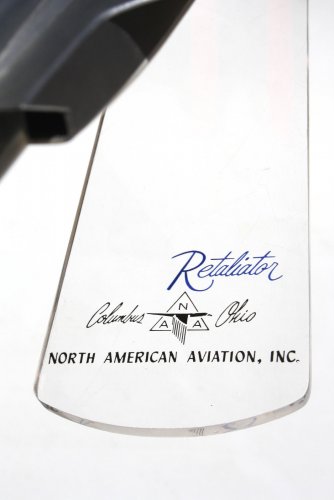 Retaliator
Columbus N Ohio
A A
NORTH AMERICAN AVIATION, INC.